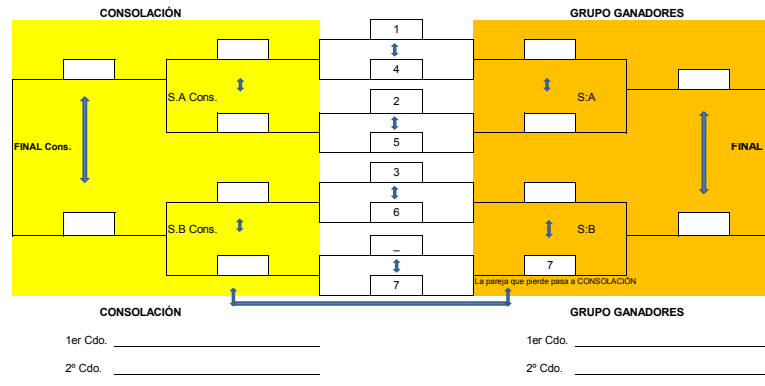 CONSOLACIÓN
GRUPO GANADORES
1
4
S.A Cons.
2
S:A
5
FINAL Cons.
FINAL
3
6
S.B Cons.
S:B
_
7
7
La pareja que pierde pasa a CONSOLACIÓN
CONSOLACIÓN
GRUPO GANADORES
1er Cdo.
1er Cdo.
2º Cdo.
2º Cdo.